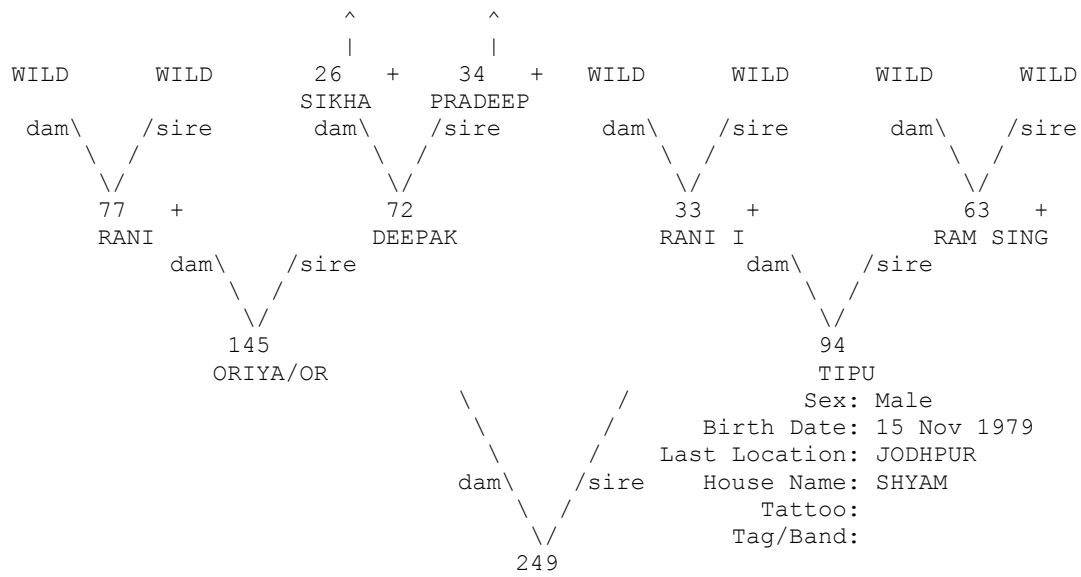 ^ ^
| |
WILD WILD 26 + 34 + WILD WILD WILD WILD
SIKHA PRADEEP
dam\ /sire dam\ /sire dam\ /sire dam\ /sire
\ / \ / \ / \ /
\/ \/ \/ \/
77 + 72 33 + 63 +
RANI DEEPAK RANI I RAM SING
dam\ /sire dam\ /sire
\ / \ /
\/ \/
145 94
ORIYA/OR TIPU
\ / Sex: Male
\ / Birth Date: 15 Nov 1979
\ / Last Location: JODHPUR
dam\ /sire House Name: SHYAM
\ / Tattoo:
\/ Tag/Band:
249